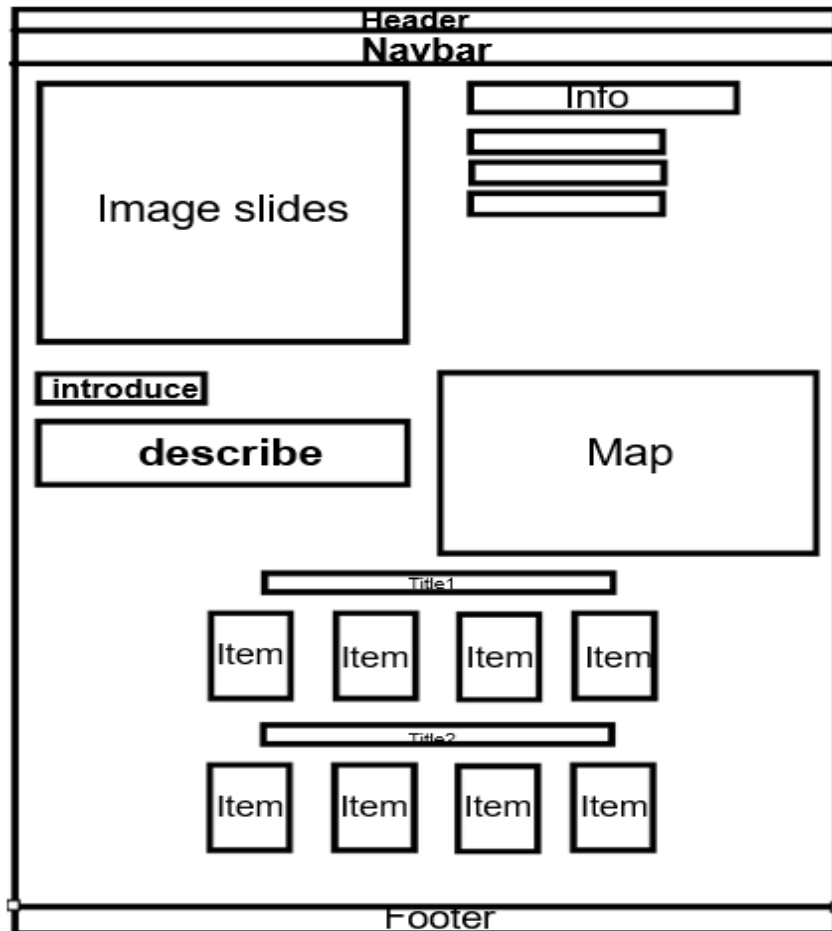 Header
Navbar
Info
Image slides
introduce
describe
Map
Title1
Item Item Item Item
Title2
Item Item Item Item
Footer